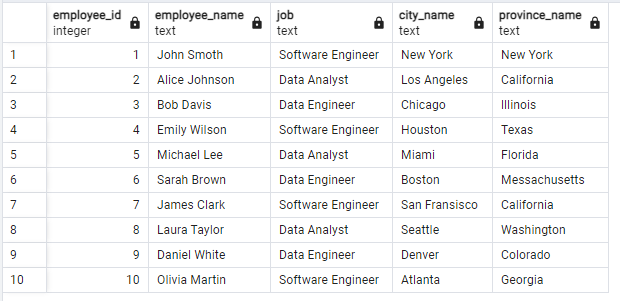 employee_id employee_name job city_name province_name
integer text text text text
1 1 John Smoth Software Engineer New York New York
2 2 Alice Johnson Data Analyst Los Angeles California
3 3 Bob Davis Data Engineer Chicago Illinois
4 4 Emily Wilson Software Engineer Houston Texas
5 5 Michael Lee Data Analyst Miami Florida
6 6 Sarah Brown Data Engineer Boston Messachusetts
7 7 James Clark Software Engineer San Fransisco California
8 8 Laura Taylor Data Analyst Seattle Washington
9 9 Daniel White Data Engineer Denver Colorado
10 10 Olivia Martin Software Engineer Atlanta Georgia